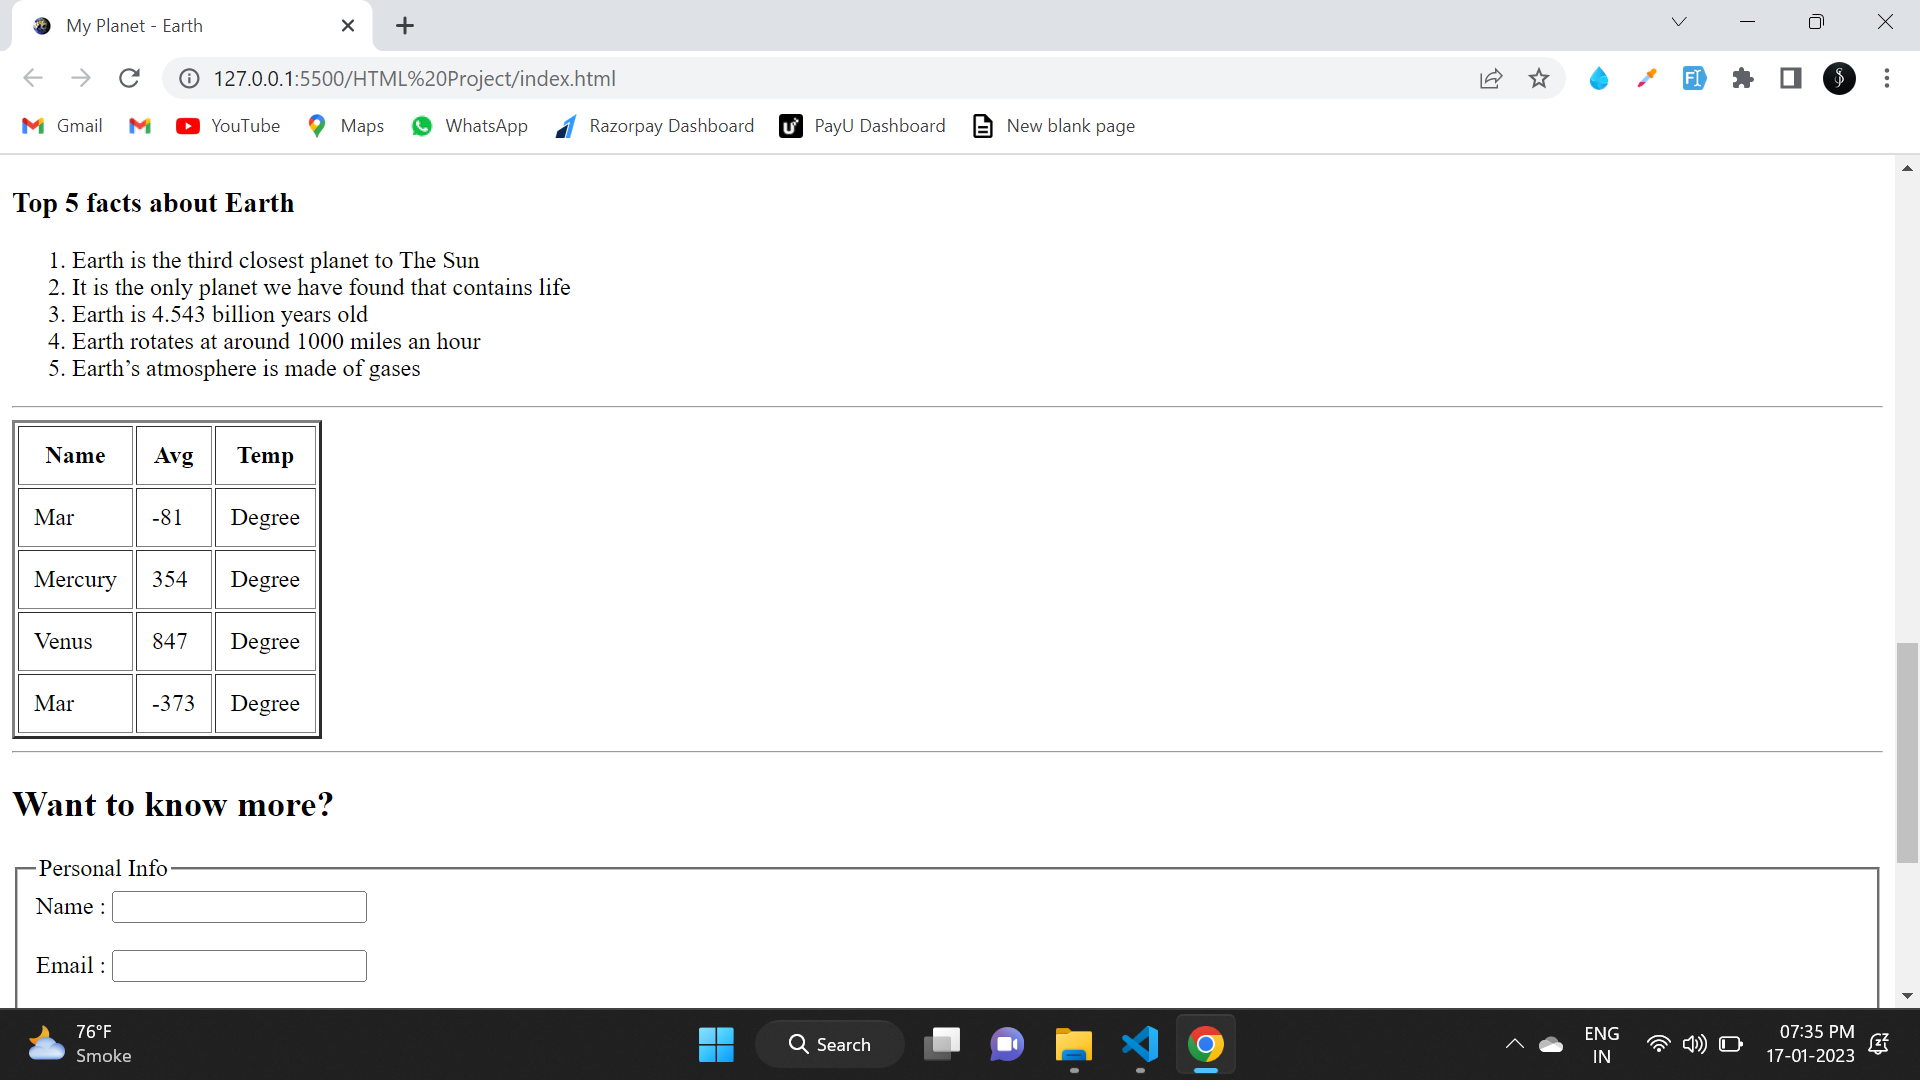 My Planet - Earth
127.0.0.1:5500/HTML%20Project/index.html
Gmail YouTube Maps WhatsApp Razorpay Dashboard PayU Dashboard New blank page
Top 5 facts about Earth
1. Earth is the third closest planet to The Sun
2. It is the only planet we have found that contains life
3. Earth is 4.543 billion years old
4. Earth rotates at around 1000 miles an hour
5. Earth’s atmosphere is made of gases
Name Avg Temp
Mar -81 Degree
Mercury 354 Degree
Venus 847 Degree
Mar -373 Degree
Want to know more?
Personal Info
Name :
Email :
76°F
Smoke
Search
ENG
IN
07:35 PM
17-01-2023